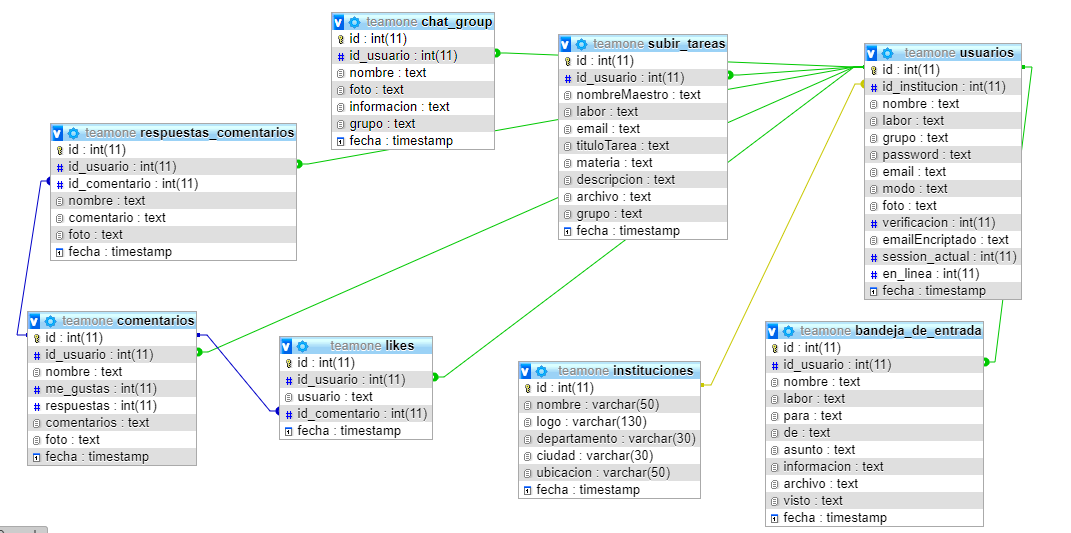 teamone chat_group
id : int(11)
id_usuario : int(11)
nombre : text
foto : text
informacion : text
grupo : text
fecha : timestamp
teamone subir_tareas
id : int(11)
id_usuario : int(11)
nombreMaestro : text
labor : text
email : text
tituloTarea : text
materia : text
descripcion : text
archivo : text
grupo : text
fecha : timestamp
teamone usuarios
id : int(11)
id_institucion : int(11)
nombre : text
labor : text
grupo : text
password : text
email : text
modo : text
foto : text
verificacion : int(11)
emailEncriptado : text
session_actual : int(11)
en_linea : int(11)
fecha : timestamp
teamone respuestas_comentarios
id : int(11)
id_usuario : int(11)
id_comentario : int(11)
nombre : text
comentario : text
foto : text
fecha : timestamp
teamone comentarios
id : int(11)
id_usuario : int(11)
nombre : text
me_gustas : int(11)
respuestas : int(11)
comentarios : text
foto : text
fecha : timestamp
teamone likes
id : int(11)
id_usuario : int(11)
usuario : text
id_comentario : int(11)
fecha : timestamp
teamone instituciones
id : int(11)
nombre : varchar(50)
logo : varchar(130)
departamento : varchar(30)
ciudad : varchar(30)
ubicacion : varchar(50)
fecha : timestamp
teamone bandeja_de_entrada
id : int(11)
id_usuario : int(11)
nombre : text
labor : text
para : text
de : text
asunto : text
informacion : text
archivo : text
visto : text
fecha : timestamp